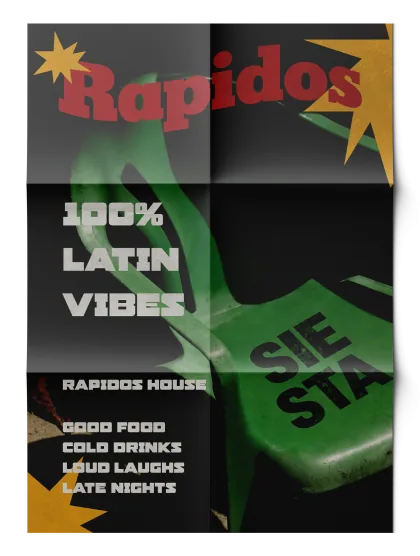 Rapidos
100%
LATIN
VIBES
SIE
STA
RAPIDOS HOUSE
GOOD FOOD
COLD DRINKS
LOUD LAUGHS
LATE NIGHTS